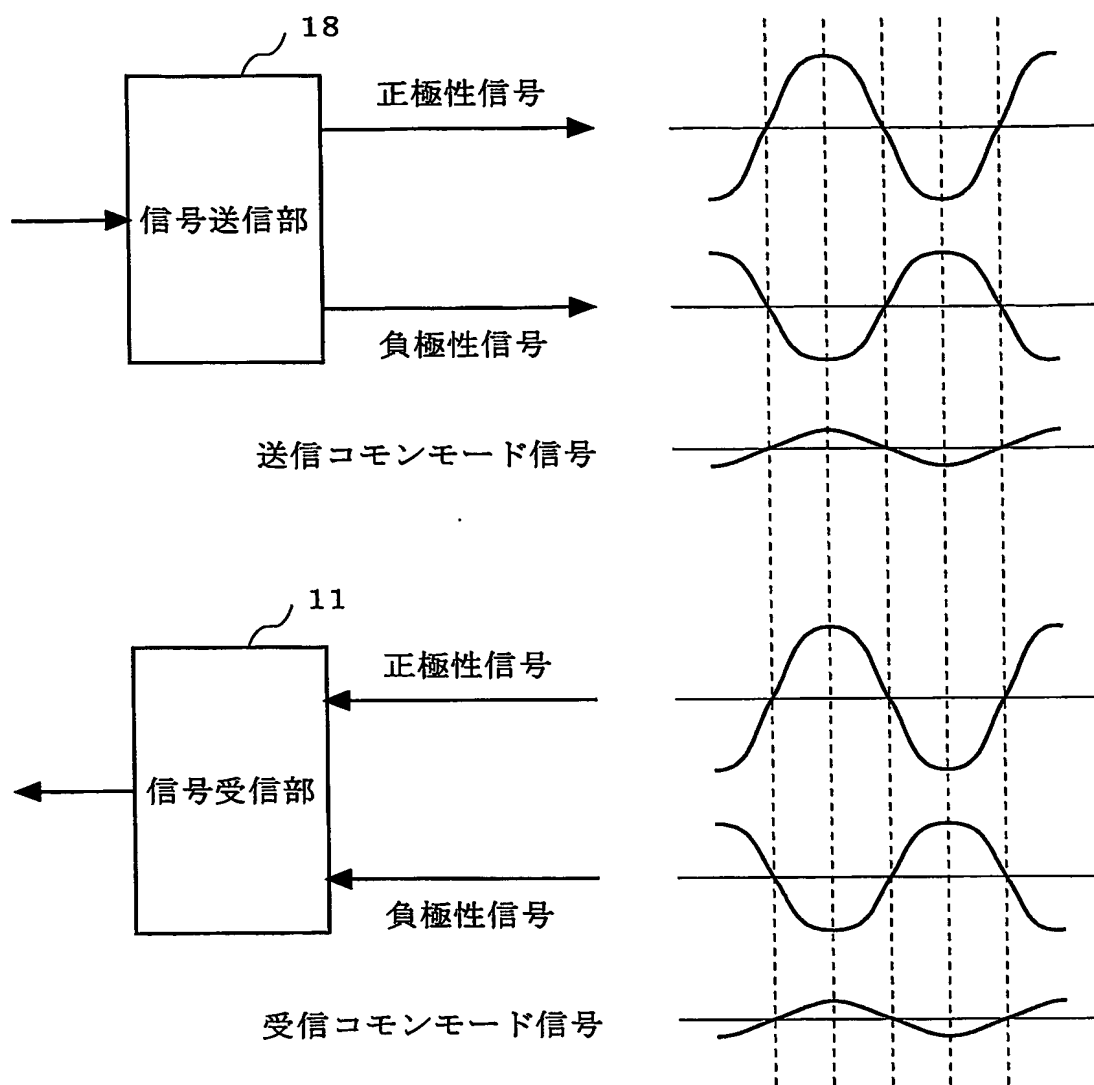 18
正極性信号
信号送信部
負極性信号
送信コモンモード信号
11
正極性信号
信号受信部
負極性信号
受信コモンモード信号